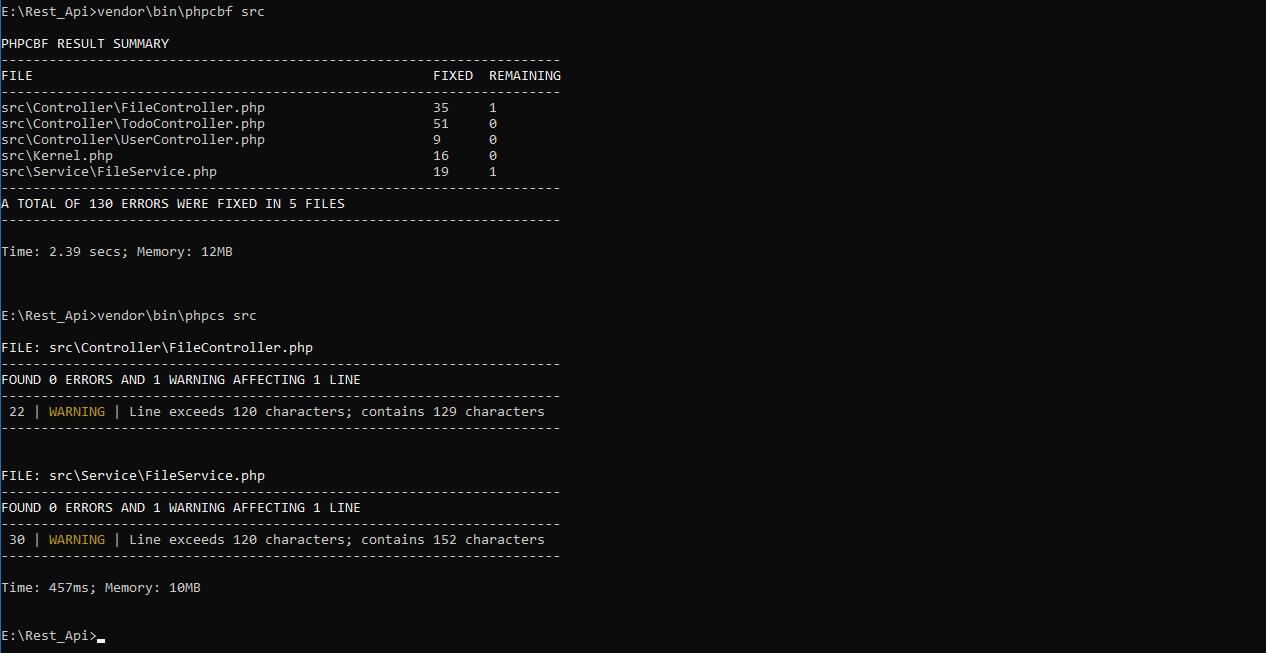 E:\Rest_Api>vendor\bin\phpcbf src
PHPCBF RESULT SUMMARY
----------------------------------------------------------------------
FILE FIXED REMAINING
----------------------------------------------------------------------
src\Controller\FileController.php 35 1
src\Controller\TodoController.php 51 0
src\Controller\UserController.php 9 0
src\Kernel.php 16 0
src\Service\FileService.php 19 1
----------------------------------------------------------------------
A TOTAL OF 130 ERRORS WERE FIXED IN 5 FILES
----------------------------------------------------------------------
Time: 2.39 secs; Memory: 12MB
E:\Rest_Api>vendor\bin\phpcs src
FILE: src\Controller\FileController.php
----------------------------------------------------------------------
FOUND 0 ERRORS AND 1 WARNING AFFECTING 1 LINE
----------------------------------------------------------------------
22 | WARNING | Line exceeds 120 characters; contains 129 characters
----------------------------------------------------------------------
FILE: src\Service\FileService.php
----------------------------------------------------------------------
FOUND 0 ERRORS AND 1 WARNING AFFECTING 1 LINE
----------------------------------------------------------------------
30 | WARNING | Line exceeds 120 characters; contains 152 characters
----------------------------------------------------------------------
Time: 457ms; Memory: 10MB
E:\Rest_Api>